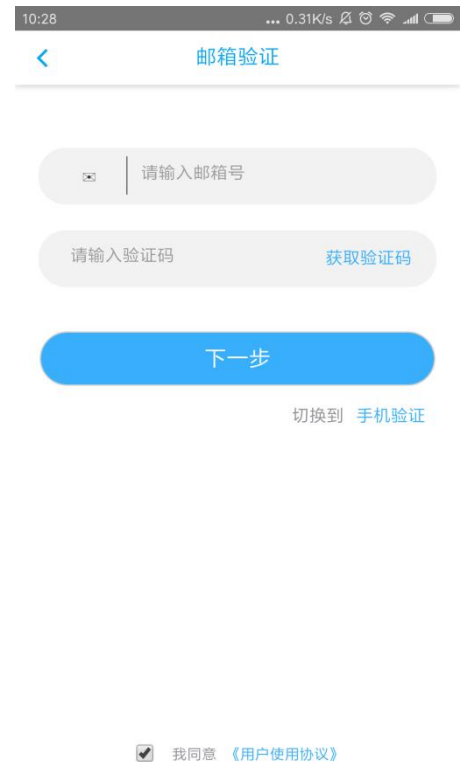 10:28 ... 0.31K/s
邮箱验证
请输入邮箱号
请输入验证码 获取验证码
下一步
切换到 手机验证
我同意 《用户使用协议》